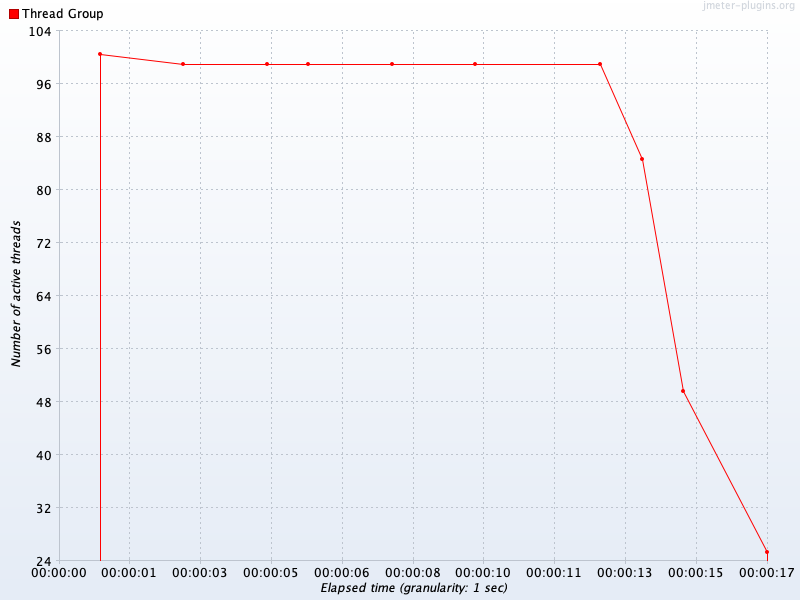 jmeter-plugins.org
Thread Group
104
96
88
80
72
64
56
48
40
32
24
Number of active threads
00:00:00 00:00:01 00:00:03 00:00:05 00:00:06 00:00:08 00:00:10 00:00:11 00:00:13 00:00:15 00:00:17
Elapsed time (granularity: 1 sec)